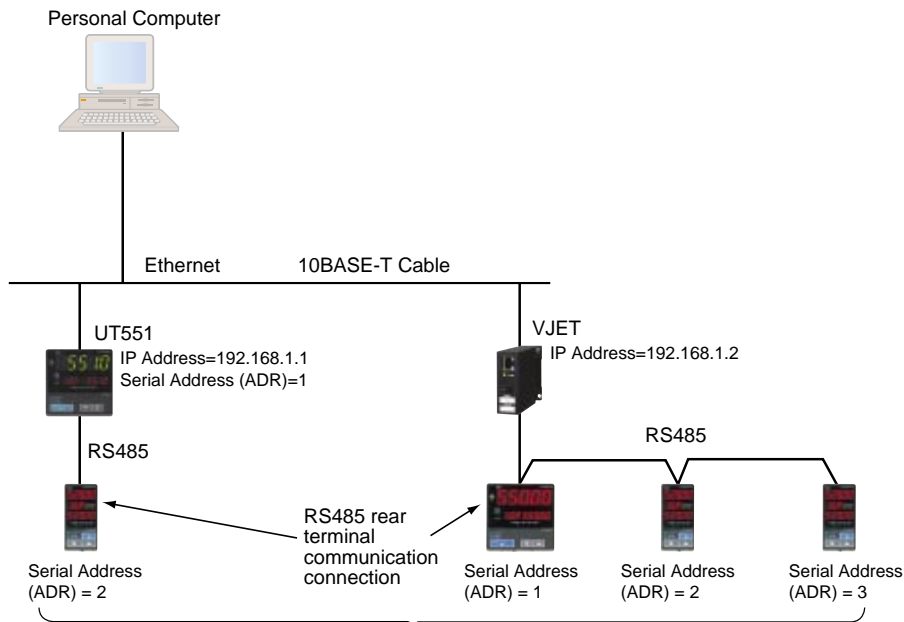 Personal Computer
Ethernet
10BASE-T Cable
UT551
IP Address=192.168.1.1
Serial Address (ADR)=1
VJET
IP Address=192.168.1.2
RS485
RS485
RS485 rear
terminal
communication
connection
Serial Address
(ADR) = 2
Serial Address
(ADR) = 1
Serial Address
(ADR) = 2
Serial Address
(ADR) = 3